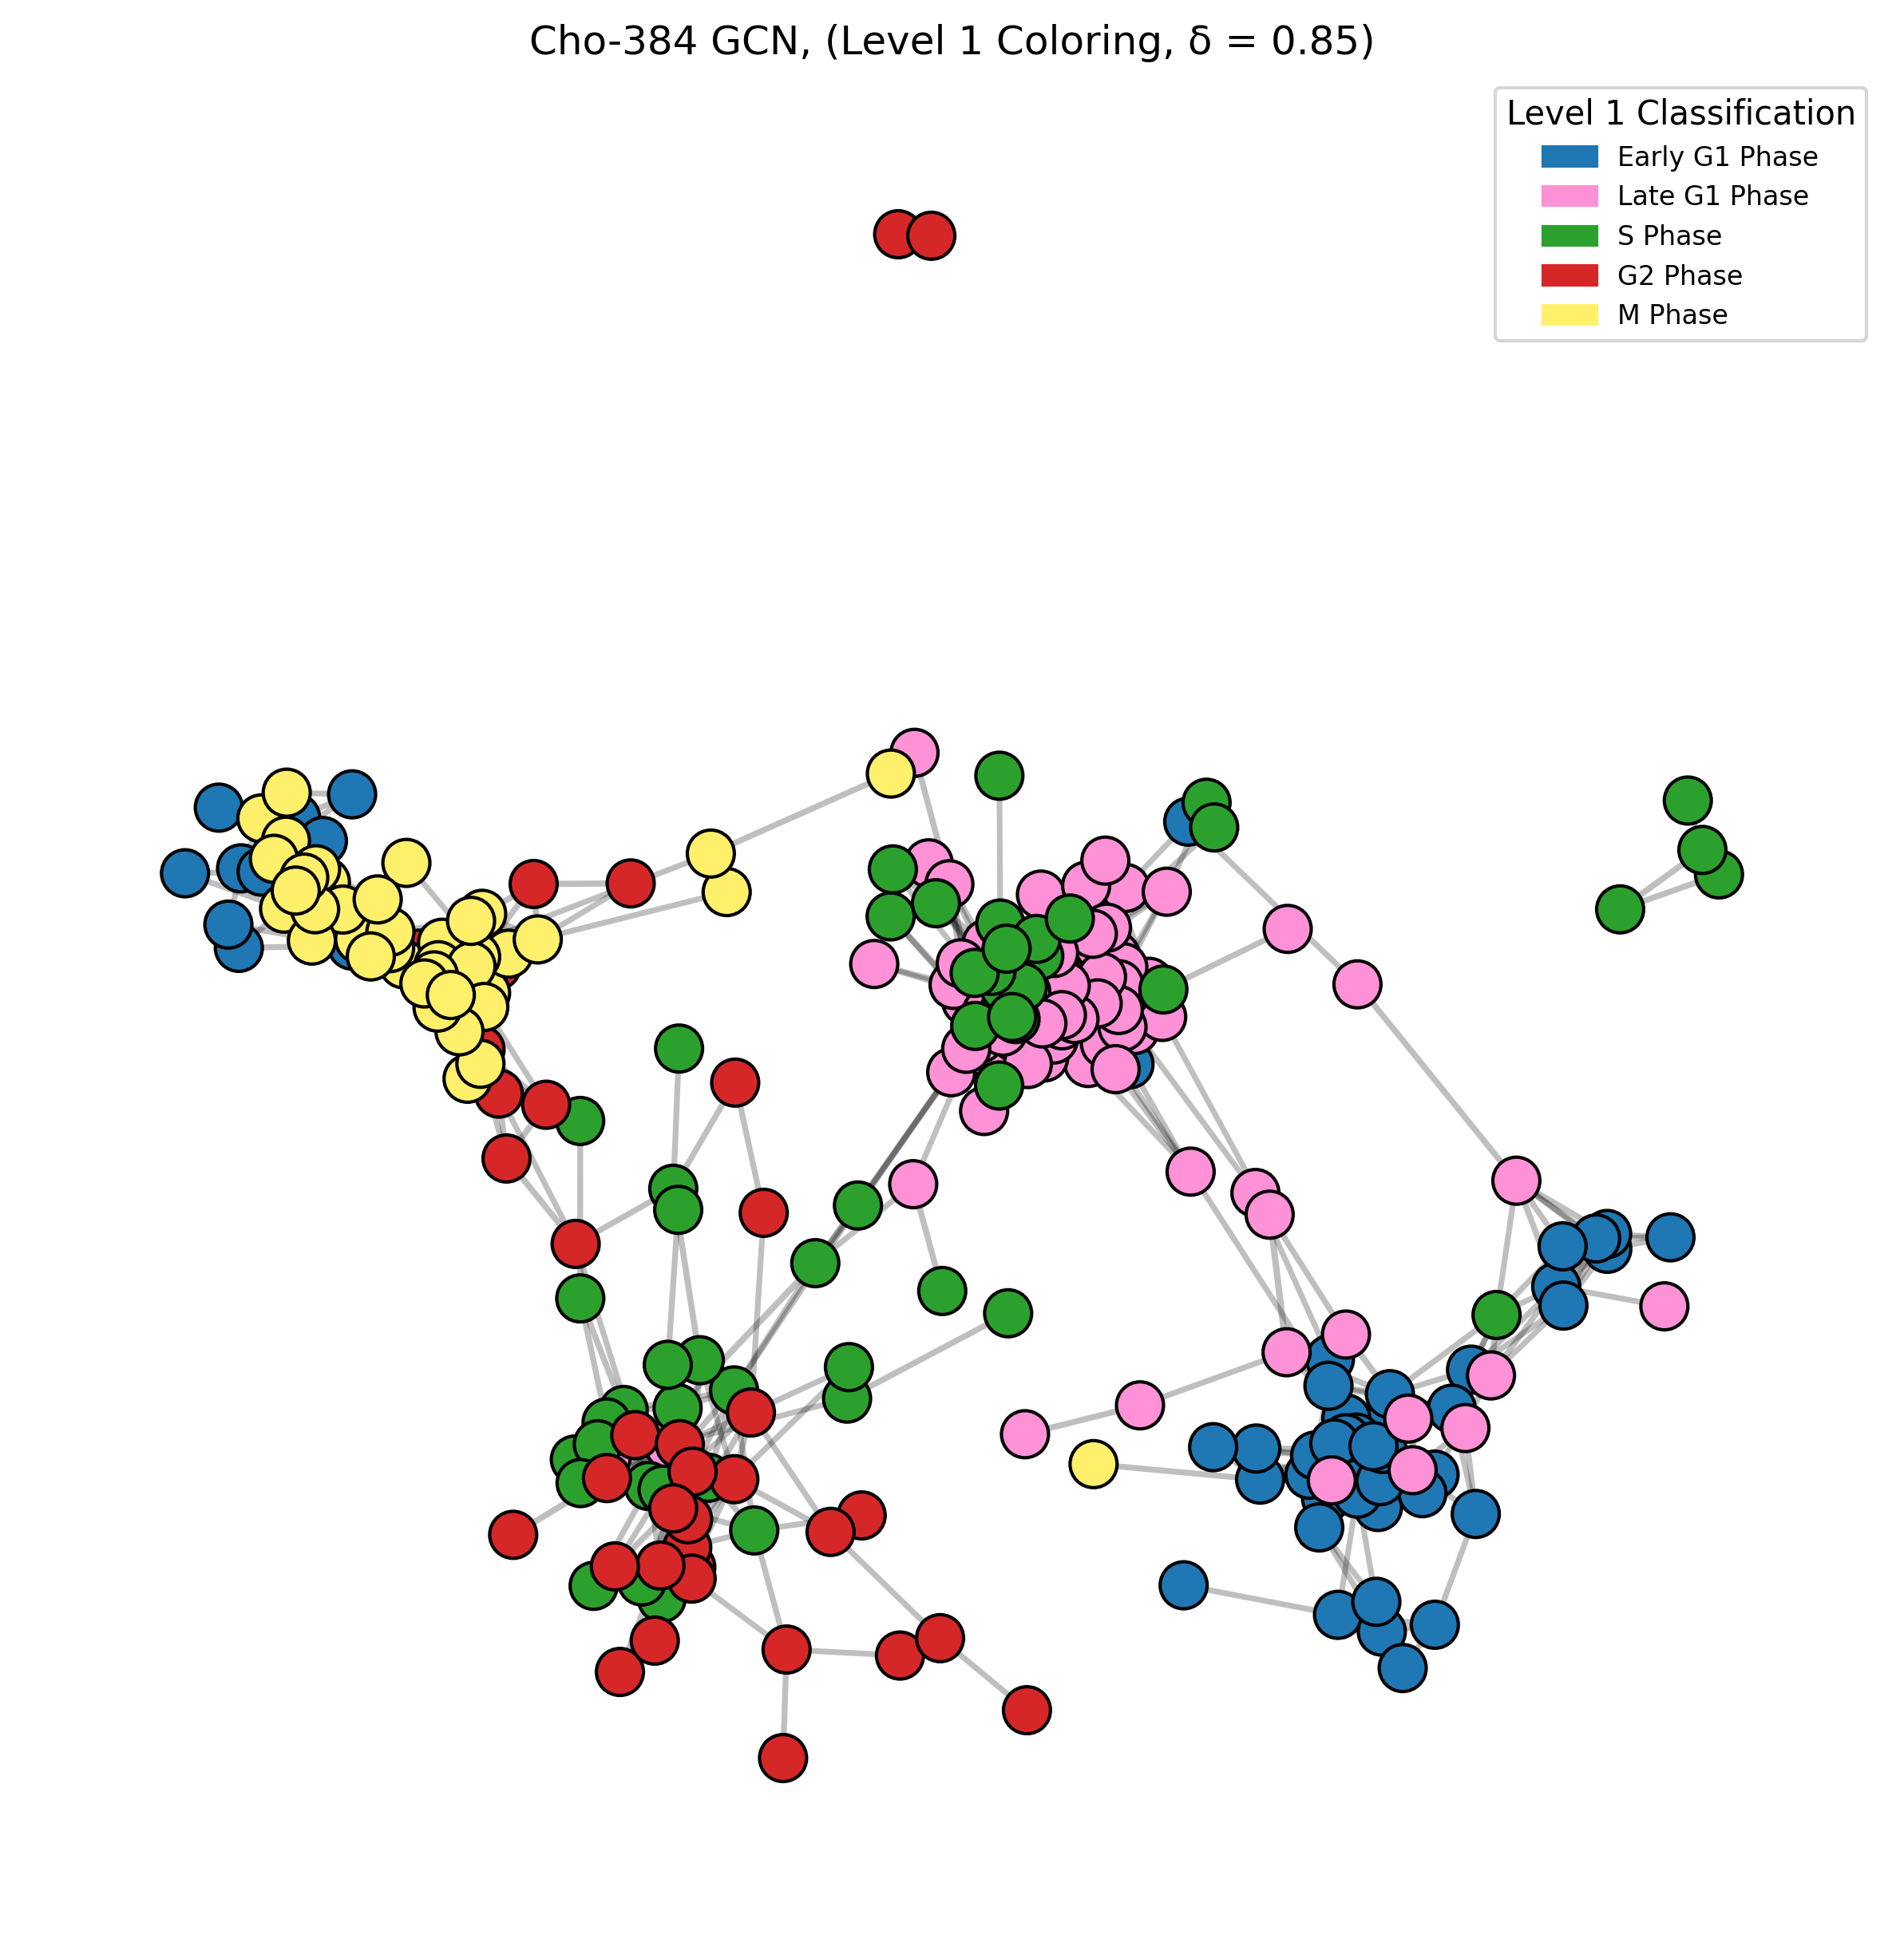 Cho-384 GCN, (Level 1 Coloring, δ = 0.85)
Level 1 Classification
Early G1 Phase
Late G1 Phase
S Phase
G2 Phase
M Phase